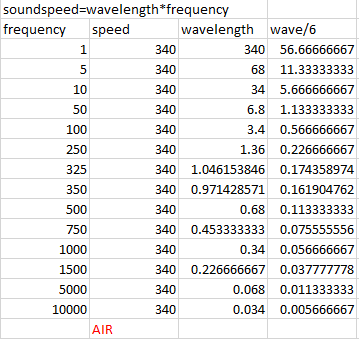 soundspeed=wavelength*frequency
frequency speed wavelength wave/6
1 340 340 56.66666667
5 340 68 11.33333333
10 340 34 5.666666667
50 340 6.8 1.133333333
100 340 3.4 0.566666667
250 340 1.36 0.226666667
325 340 1.046153846 0.174358974
350 340 0.971428571 0.161904762
500 340 0.68 0.113333333
750 340 0.453333333 0.075555556
1000 340 0.34 0.056666667
1500 340 0.226666667 0.037777778
5000 340 0.068 0.011333333
10000 340 0.034 0.005666667
AIR